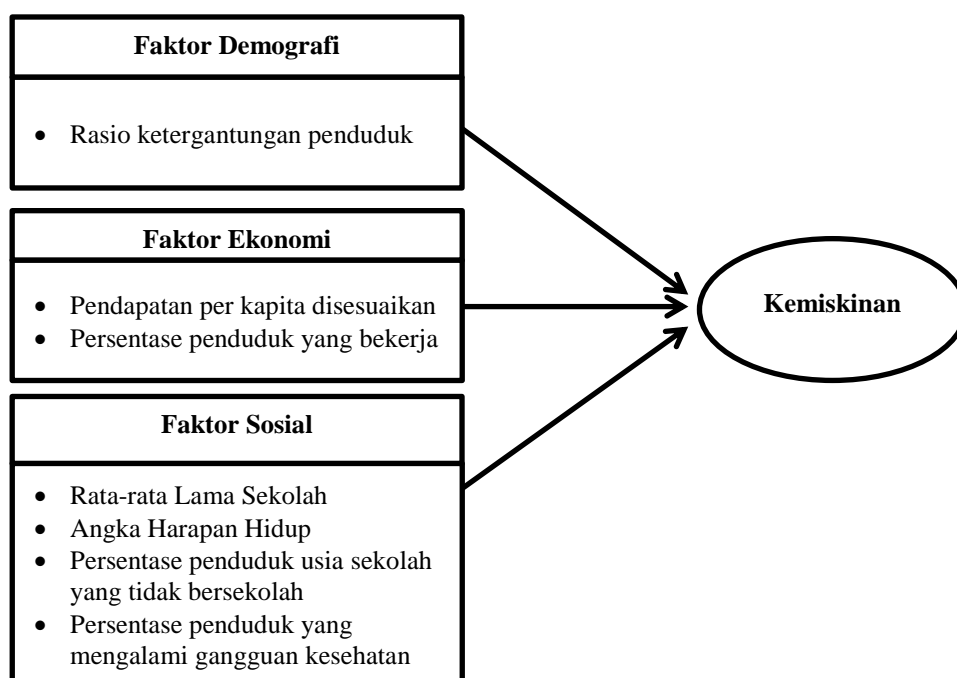 Faktor Demografi
• Rasio ketergantungan penduduk
Faktor Ekonomi
• Pendapatan per kapita disesuaikan
• Persentase penduduk yang bekerja
Faktor Sosial
• Rata-rata Lama Sekolah
• Angka Harapan Hidup
• Persentase penduduk usia sekolah
yang tidak bersekolah
• Persentase penduduk yang
mengalami gangguan kesehatan
Kemiskinan